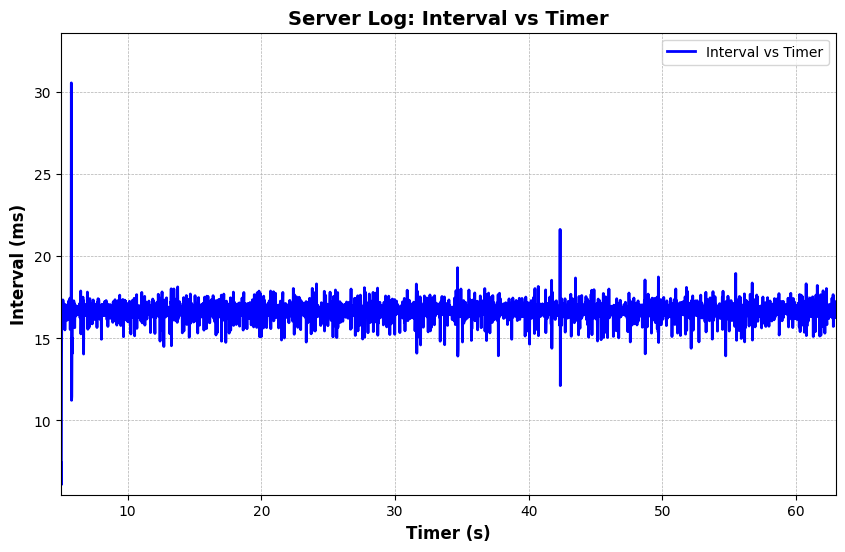 Server Log: Interval vs Timer
Interval vs Timer
30
25
20
15
10
Interval (ms)
10 20 30 40 50 60
Timer (s)